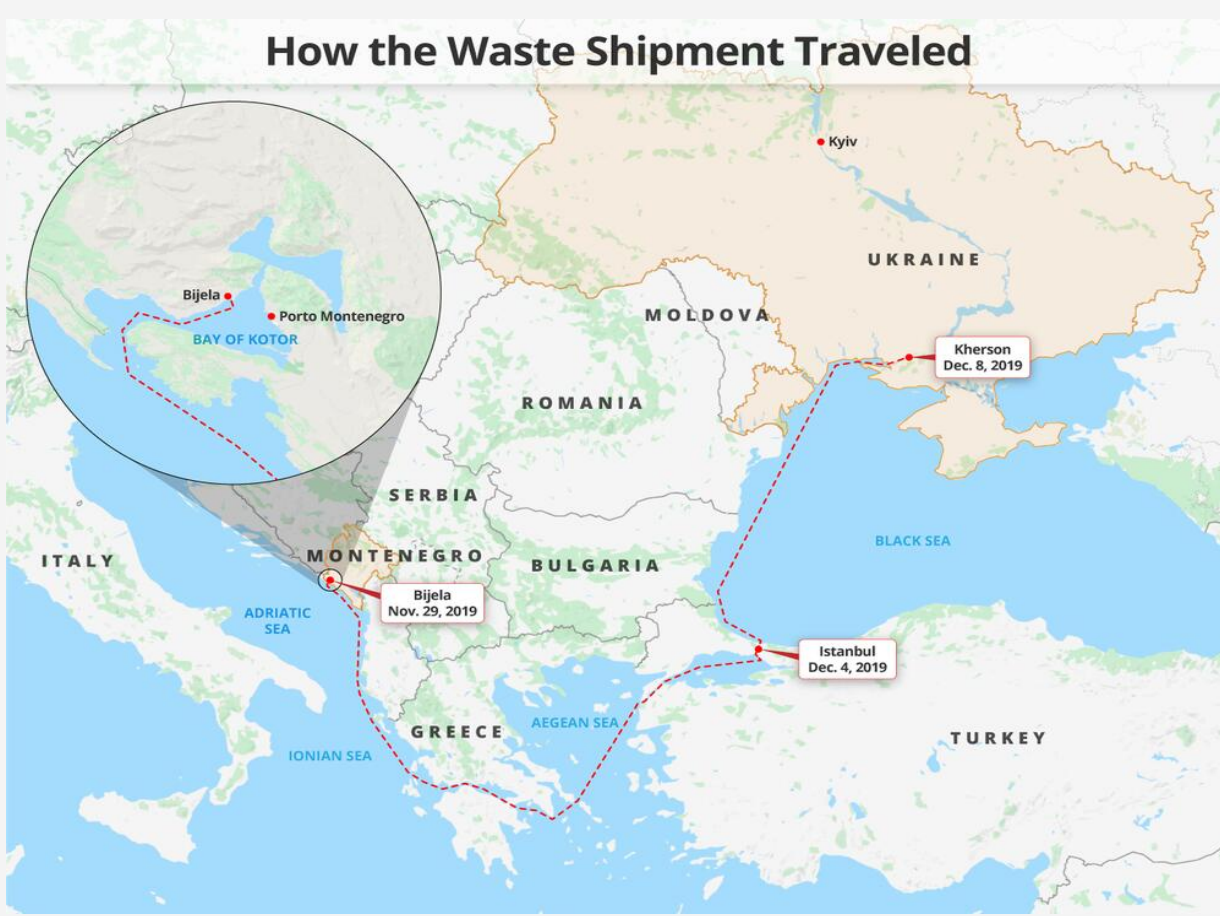 How the Waste Shipment Traveled
Kyiv
UKRAINE
Bijela
Porto Montenegro
BAY OF KOTOR
MOLDOVA
Kherson
Dec. 8, 2019
ROMANIA
SERBIA
BLACK SEA
ITALY
MONTENEGRO
BULGARIA
Bijela
Nov. 29, 2019
ADRIATIC
SEA
Istanbul
Dec. 4, 2019
AEGEAN SEA
GREECE
TURKEY
IONIAN SEA